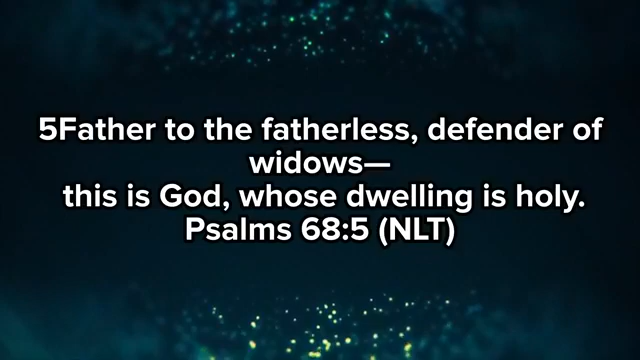 5Father to the fatherless, defender of
widows—
this is God, whose dwelling is holy.
Psalms 68:5 (NLT)